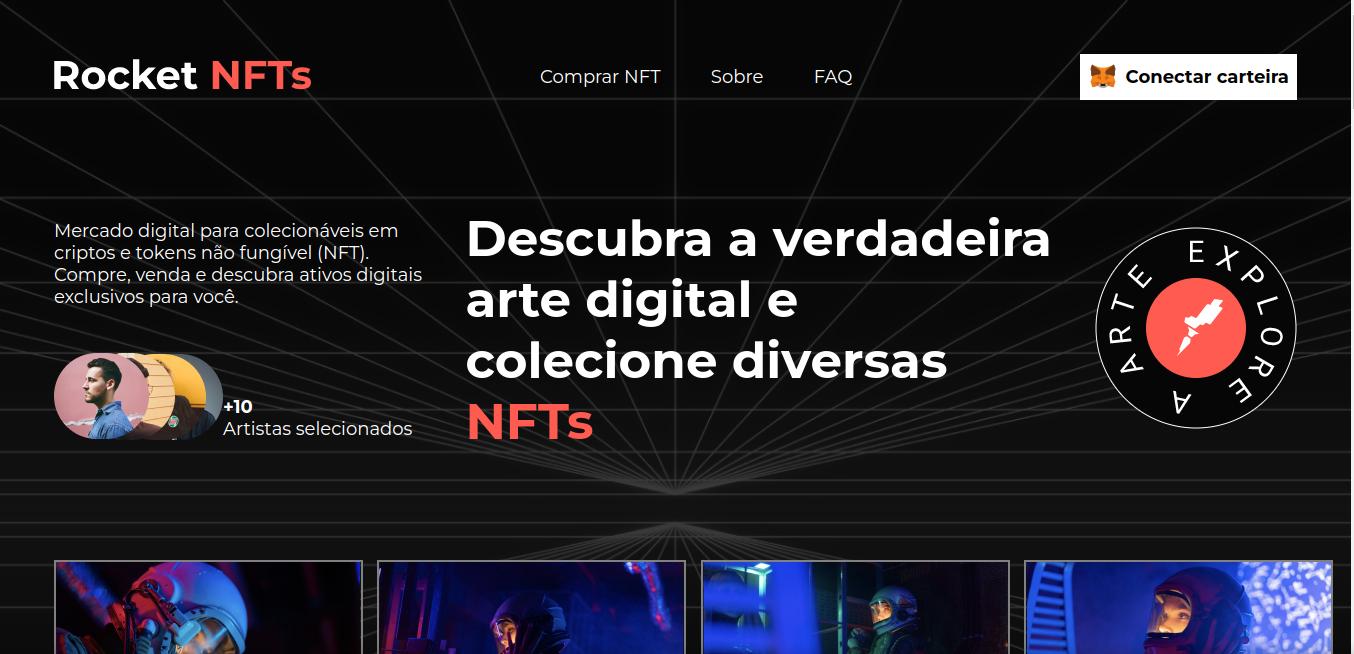 Rocket NFTs
Comprar NFT
Sobre
FAQ
Conectar carteira
Mercado digital para colecionáveis em
criptos e tokens não fungível (NFT).
Compre, venda e descubra ativos digitais
exclusivos para você.
+10
Artistas selecionados
Descubra a verdadeira
arte digital e
colecione diversas
NFTs
EXPLORE A ARTE